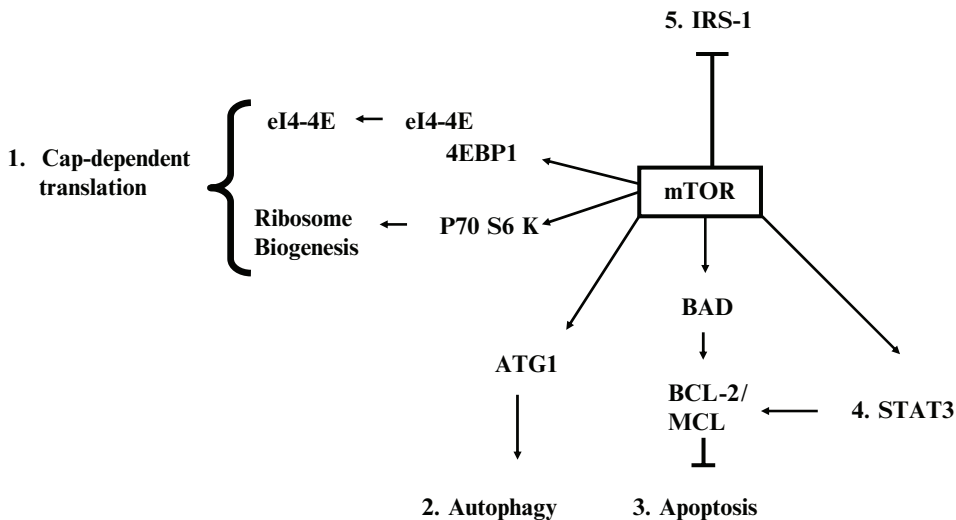 5. IRS-1
eI4-4E
eI4-4E
4EBP1
1. Cap-dependent
translation
mTOR
Ribosome
Biogenesis
P70 S6 K
BAD
ATG1
BCL-2/
MCL
4. STAT3
2. Autophagy
3. Apoptosis